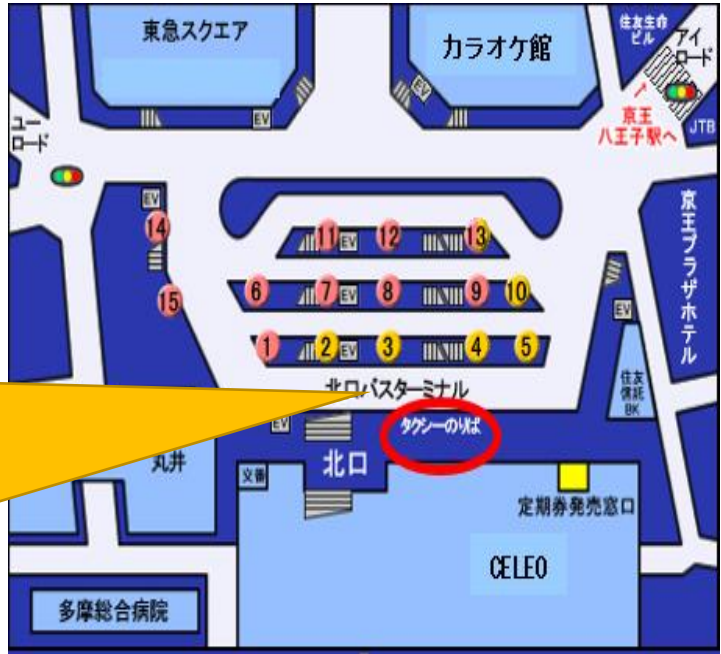 東急スクエア
カラオケ館
住友生命
ビル
アイ
ロード
京王
八王子駅へ
JTB
ユー
ロード
EV
EV
EV
14
15
11
EV
12
13
6
7
EV
8
9
10
1
2
EV
3
4
5
京王プラザホテル
EV
住友
信託
BK
北口バスターミナル
EV
タクシーのりば
丸井
交番
北口
定期券発売窓口
CELEO
多摩総合病院